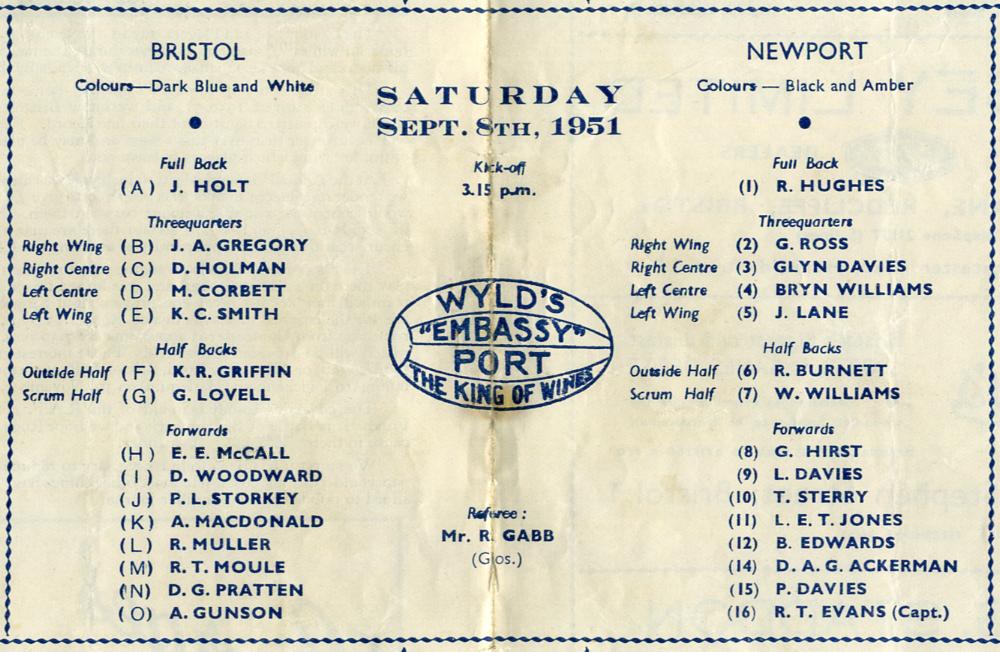 BRISTOL
Colours—Dark Blue and White
Full Back
(A) J. HOLT
Threequarters
Right Wing (B) J. A. GREGORY
Right Centre (C) D. HOLMAN
Left Centre (D) M. CORBETT
Left Wing (E) K. C. SMITH
Half Backs
Outside Half (F) K. R. GRIFFIN
Scrum Half (G) G. LOVELL
Forwards
(H) E. E. McCALL
(I) D. WOODWARD
(J) P. L. STORKEY
(K) A. MACDONALD
(L) R. MULLER
(M) R. T. MOULE
(N) D. G. PRATTEN
(O) A. GUNSON
SATURDAY
SEPT. 8TH, 1951
Kick-off
3.15 p.m.
WYLD'S
"EMBASSY"
PORT
THE KING OF WINES
Referee :
Mr. R. GABB
(Glos.)
NEWPORT
Colours — Black and Amber
Full Back
(1) R. HUGHES
Threequarters
Right Wing (2) G. ROSS
Right Centre (3) GLYN DAVIES
Left Centre (4) BRYN WILLIAMS
Left Wing (5) J. LANE
Half Backs
Outside Half (6) R. BURNETT
Scrum Half (7) W. WILLIAMS
Forwards
(8) G. HIRST
(9) L. DAVIES
(10) T. STERRY
(11) L. E. T. JONES
(12) B. EDWARDS
(14) D. A. G. ACKERMAN
(15) P. DAVIES
(16) R. T. EVANS (Capt.)